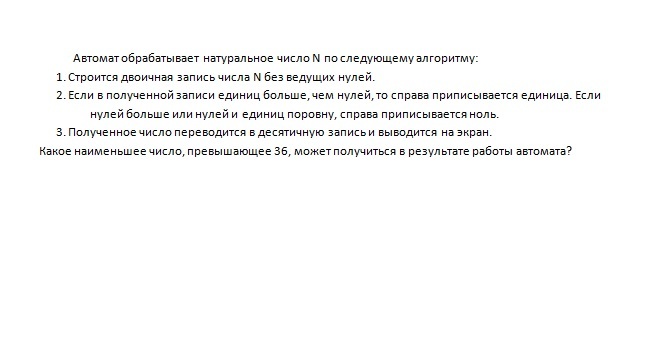 Автомат обрабатывает натуральное число N по следующему алгоритму:
1. Строится двоичная запись числа N без ведущих нулей.
2. Если в полученной записи единиц больше, чем нулей, то справа приписывается единица. Если
нулей больше или нулей и единиц поровну, справа приписывается ноль.
3. Полученное число переводится в десятичную запись и выводится на экран.
Какое наименьшее число, превышающее 36, может получиться в результате работы автомата?